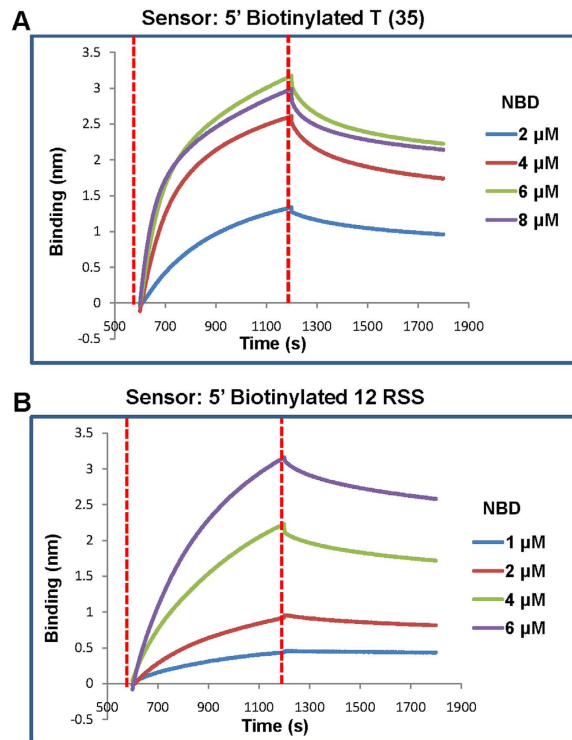 A
Sensor: 5' Biotinylated T (35)
Binding (nm)
3.5
3
2.5
2
1.5
1
0.5
0
-0.5
500 700 900 1100 1300 1500 1700 1900
Time (s)
NBD
2 µM
4 µM
6 µM
8 µM
B
Sensor: 5' Biotinylated 12 RSS
Binding (nm)
3.5
3
2.5
2
1.5
1
0.5
0
-0.5
500 700 900 1100 1300 1500 1700 1900
Time (s)
NBD
1 µM
2 µM
4 µM
6 µM